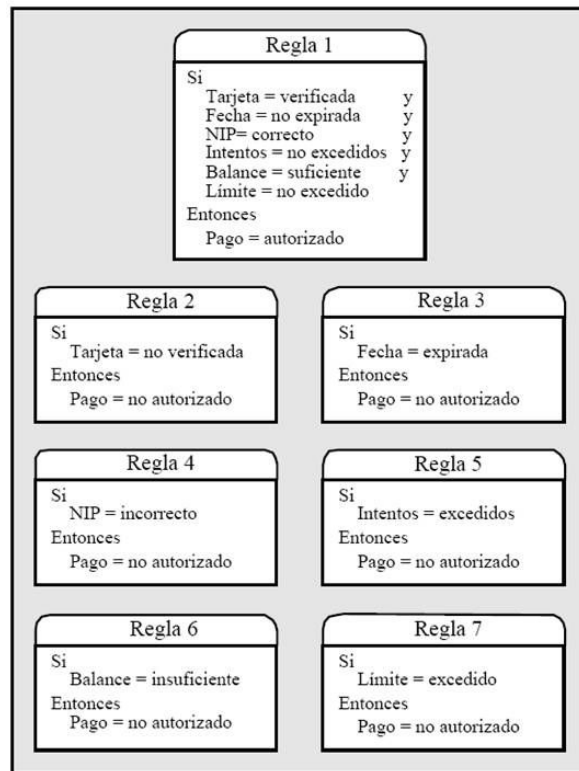 Regla 1
Si
Tarjeta = verificada y
Fecha = no expirada y
NIP= correcto y
Intentos = no excedidos y
Balance = suficiente y
Límite = no excedido
Entonces
Pago = autorizado
Regla 2
Si
Tarjeta = no verificada
Entonces
Pago = no autorizado
Regla 3
Si
Fecha = expirada
Entonces
Pago = no autorizado
Regla 4
Si
NIP = incorrecto
Entonces
Pago = no autorizado
Regla 5
Si
Intentos = excedidos
Entonces
Pago = no autorizado
Regla 6
Si
Balance = insuficiente
Entonces
Pago = no autorizado
Regla 7
Si
Límite = excedido
Entonces
Pago = no autorizado